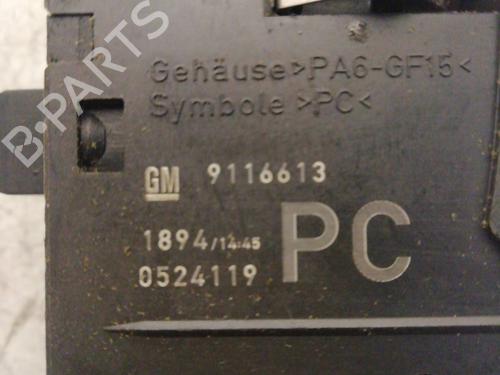 Gehäuse>PA6-GF15<
Symbole >PC<
GM 9116613
1894/14:45
0524119
PC
B-PARTS